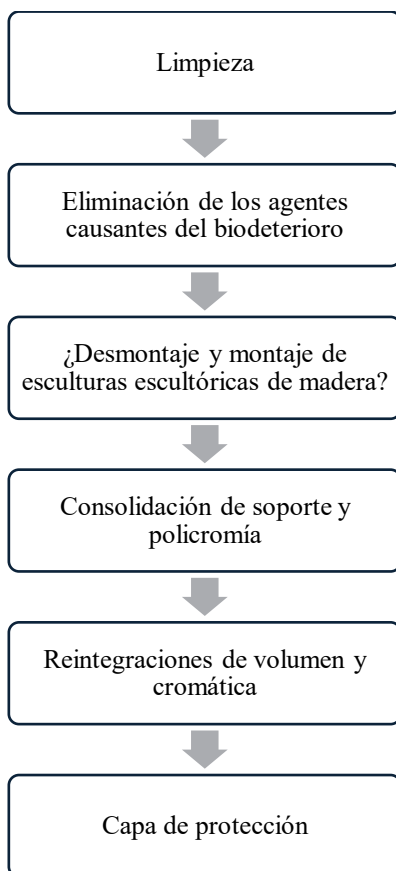 Limpieza
Eliminación de los agentes
causantes del biodeterioro
¿Desmontaje y montaje de
esculturas escultóricas de madera?
Consolidación de soporte y
policromía
Reintegraciones de volumen y
cromática
Capa de protección